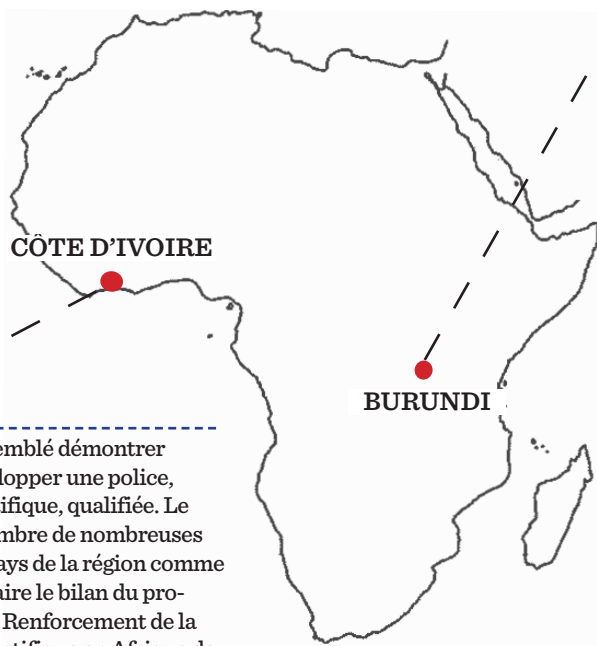 CÔTE D'IVOIRE
BURUNDI
emblé démontrer
lopper une police,
tifique, qualifiée. Le
mbre de nombreuses
ays de la région comme
aire le bilan du pro-
Renforcement de la